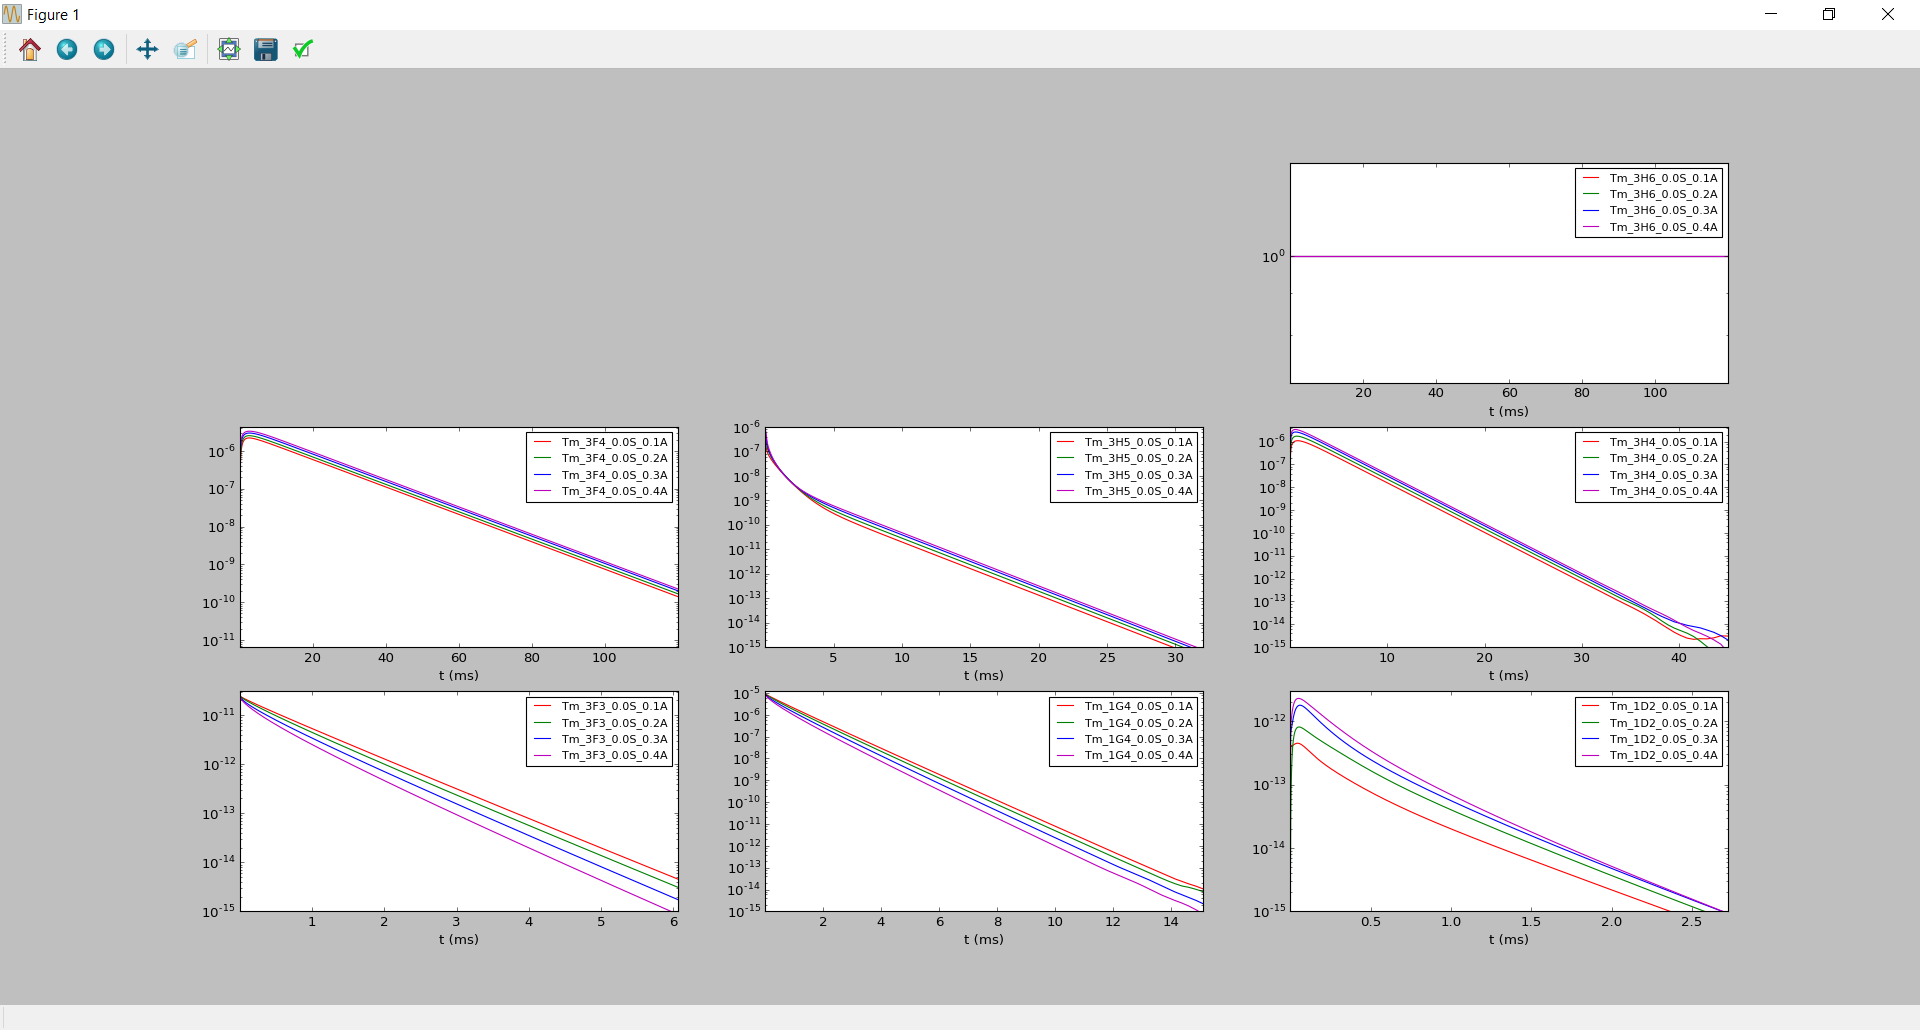 Figure 1
Tm_3H6_0.0S_0.1A
Tm_3H6_0.0S_0.2A
Tm_3H6_0.0S_0.3A
Tm_3H6_0.0S_0.4A
10⁰
20 40 60 80 100
t (ms)
Tm_3F4_0.0S_0.1A
Tm_3F4_0.0S_0.2A
Tm_3F4_0.0S_0.3A
Tm_3F4_0.0S_0.4A
10⁻⁶
10⁻⁷
10⁻⁸
10⁻⁹
10⁻¹⁰
10⁻¹¹
20 40 60 80 100
t (ms)
Tm_3H5_0.0S_0.1A
Tm_3H5_0.0S_0.2A
Tm_3H5_0.0S_0.3A
Tm_3H5_0.0S_0.4A
10⁻⁶
10⁻⁷
10⁻⁸
10⁻⁹
10⁻¹⁰
10⁻¹¹
10⁻¹²
10⁻¹³
10⁻¹⁴
10⁻¹⁵
5 10 15 20 25 30
t (ms)
Tm_3H4_0.0S_0.1A
Tm_3H4_0.0S_0.2A
Tm_3H4_0.0S_0.3A
Tm_3H4_0.0S_0.4A
10⁻⁶
10⁻⁷
10⁻⁸
10⁻⁹
10⁻¹⁰
10⁻¹¹
10⁻¹²
10⁻¹³
10⁻¹⁴
10⁻¹⁵
10 20 30 40
t (ms)
Tm_3F3_0.0S_0.1A
Tm_3F3_0.0S_0.2A
Tm_3F3_0.0S_0.3A
Tm_3F3_0.0S_0.4A
10⁻¹¹
10⁻¹²
10⁻¹³
10⁻¹⁴
10⁻¹⁵
1 2 3 4 5 6
t (ms)
Tm_1G4_0.0S_0.1A
Tm_1G4_0.0S_0.2A
Tm_1G4_0.0S_0.3A
Tm_1G4_0.0S_0.4A
10⁻⁵
10⁻⁶
10⁻⁷
10⁻⁸
10⁻⁹
10⁻¹⁰
10⁻¹¹
10⁻¹²
10⁻¹³
10⁻¹⁴
10⁻¹⁵
2 4 6 8 10 12 14
t (ms)
Tm_1D2_0.0S_0.1A
Tm_1D2_0.0S_0.2A
Tm_1D2_0.0S_0.3A
Tm_1D2_0.0S_0.4A
10⁻¹²
10⁻¹³
10⁻¹⁴
10⁻¹⁵
0.5 1.0 1.5 2.0 2.5
t (ms)